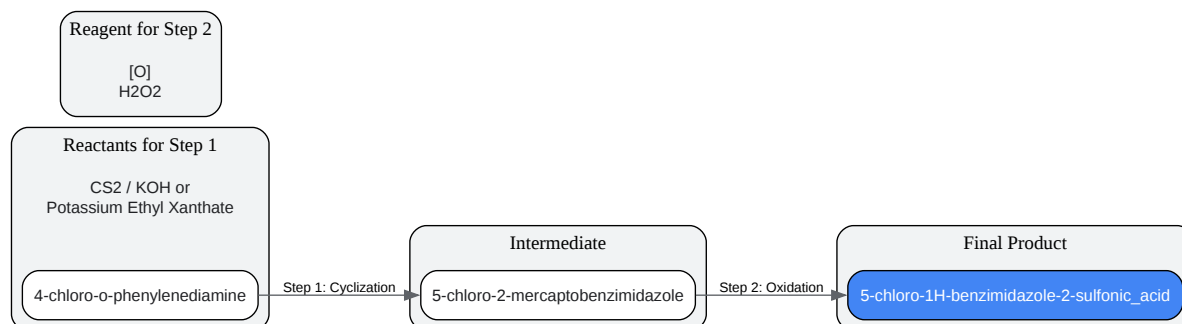 Reagent for Step 2
[O]
H2O2
Reactants for Step 1
CS2 / KOH or
Potassium Ethyl Xanthate
4-chloro-o-phenylenediamine
Step 1: Cyclization
Intermediate
5-chloro-2-mercaptobenzimidazole
Step 2: Oxidation
Final Product
5-chloro-1H-benzimidazole-2-sulfonic_acid